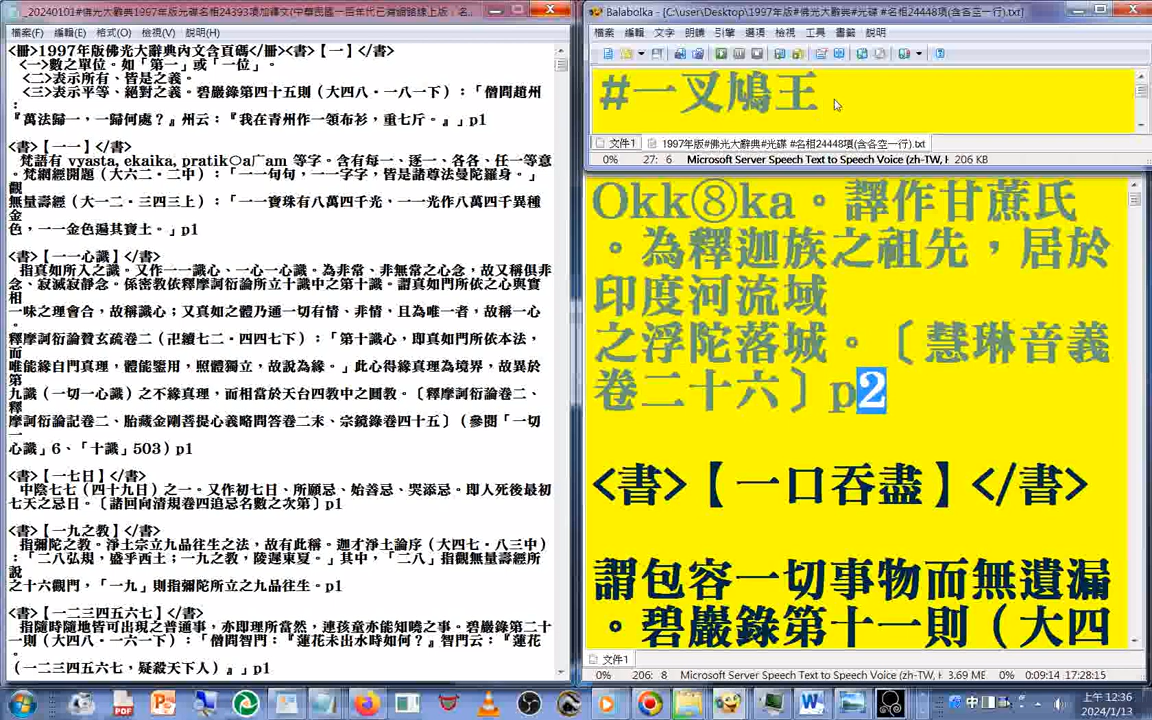 _20240101#佛光大辭典1997年版光碟名相24393項加釋文(中華民國一百年代已有網路線上版，名...
檔案(F) 編輯(E) 格式(O) 檢視(V) 說明(H)
<冊>1997年版佛光大辭典內文含頁碼</冊><書>【一】</書>
<一>數之單位。如「第一」或「一位」。
<二>表示所有、皆是之義。
<三>表示平等、絕對之義。碧巖錄第四十五則（大四八‧一八一下）：「僧問趙州
：
『萬法歸一，一歸何處？』州云：『我在青州作一領布衫，重七斤。』」p1
<書>【一一】</書>
梵語有 vyasta, ekaika, pratik○a广am 等字。含有每一、逐一、各各、任一等意
。梵網經開題（大六二‧二中）：「一一句句，一一字字，皆是諸尊法曼陀羅身。」
觀
無量壽經（大一二‧三四三上）：「一一寶珠有八萬四千光，一一光作八萬四千異種
金
色，一一金色遍其寶土。」p1
<書>【一一心識】</書>
指真如所入之識。又作一一識心、一心一心識。為非常、非無常之心念，故又稱俱非
念、寂滅寂靜念。係密教依釋摩訶衍論所立十識中之第十識。謂真如門所依之心與實
相
一味之理會合，故稱識心；又真如之體乃通一切有情、非情，且為唯一者，故稱一心
。
釋摩訶衍論贊玄疏卷二（卍續七二‧四四七下）：「第十識心，即真如門所依本法，
而
唯能緣自門真理，體能鑒用，照體獨立，故說為緣。」此心得緣真理為境界，故異於
第
九識（一切一心識）之不緣真理，而相當於天台四教中之圓教。〔釋摩訶衍論卷二、
釋
摩訶衍論記卷二、胎藏金剛菩提心義略問答卷二末、宗鏡錄卷四十五〕（參閱「一切
一
心識」6、「十識」503）p1
<書>【一七日】</書>
中陰七七（四十九日）之一。又作初七日、所願忌、始善忌、哭添忌。即人死後最初
七天之忌日。〔諸回向清規卷四追忌名數之次第〕p1
<書>【一九之教】</書>
指彌陀之教。淨土宗立九品往生之法，故有此稱。迦才淨土論序（大四七‧八三中）
：「二八弘規，盛乎西土；一九之教，陵遲東夏。」其中，「二八」指觀無量壽經所
說
之十六觀門，「一九」則指彌陀所立之九品往生。p1
<書>【一二三四五六七】</書>
指隨時隨地皆可出現之普通事，亦即理所當然，連孩童亦能知曉之事。碧巖錄第二十
一則（大四八‧一六一下）：「僧問智門：『蓮花未出水時如何？』智門云：『蓮花
。
（一二三四五六七，疑殺天下人）』」p1
Balabolka - [C:\user\Desktop\1997年版#佛光大辭典#光碟 #名相24448項(含各空一行).txt]
檔案 編輯 文字 朗讀 引擎 選項 檢視 工具 書籤 說明
#一叉鳩王
文件1 1997年版#佛光大辭典#光碟 #名相24448項(含各空一行).txt
0% 27: 6 Microsoft Server Speech Text to Speech Voice (zh-TW, H 206 KB
Okk⑧ka。譯作甘蔗氏
。為釋迦族之祖先，居於
印度河流域
之浮陀落城。〔慧琳音義
卷二十六〕p2
<書>【一口吞盡】</書>
謂包容一切事物而無遺漏
。碧巖錄第十一則（大四
文件1
0% 206: 8 Microsoft Server Speech Text to Speech Voice (zh-TW, 3.69 ME 0:09:14 - 17:28:15
中
上午 12:36
2024/1/13